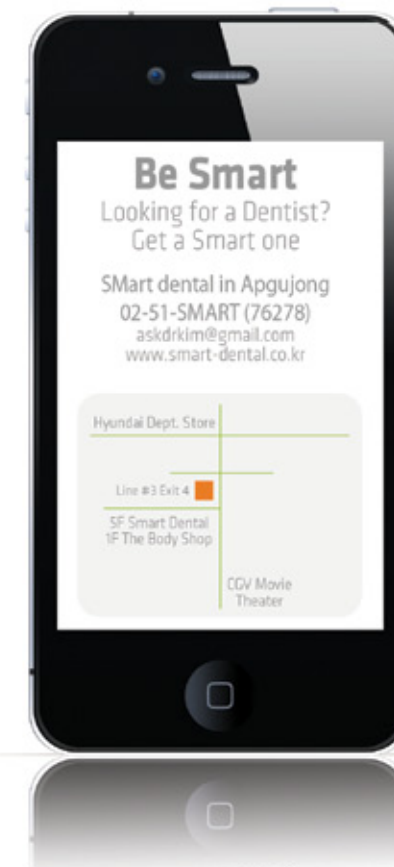 Be Smart
Looking for a Dentist?
Get a Smart one
SMart dental in Apgujong
02-51-SMART (76278)
askdrkim@gmail.com
www.smart-dental.co.kr
Hyundai Dept. Store
Line #3 Exit 4
5F Smart Dental
1F The Body Shop
CGV Movie
Theater